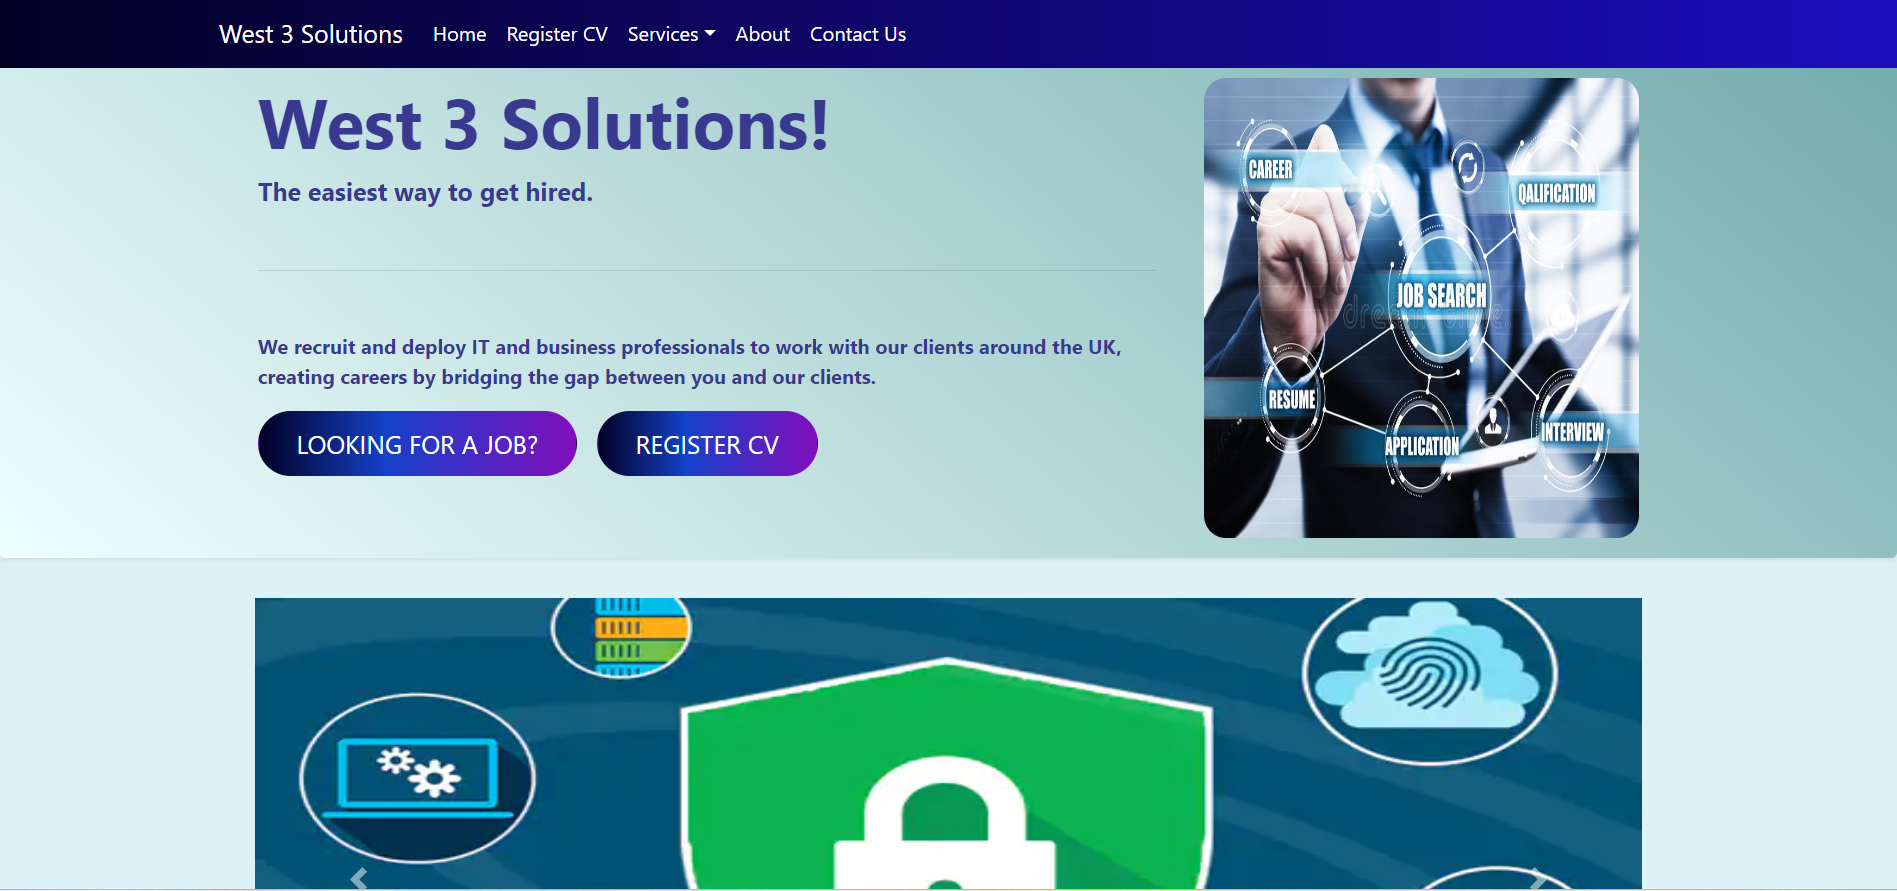 West 3 Solutions
Home
Register CV
Services
About
Contact Us
West 3 Solutions!
The easiest way to get hired.
We recruit and deploy IT and business professionals to work with our clients around the UK,
creating careers by bridging the gap between you and our clients.
LOOKING FOR A JOB?
REGISTER CV
CAREER
QALIFICATION
JOB SEARCH
RESUME
APPLICATION
INTERVIEW